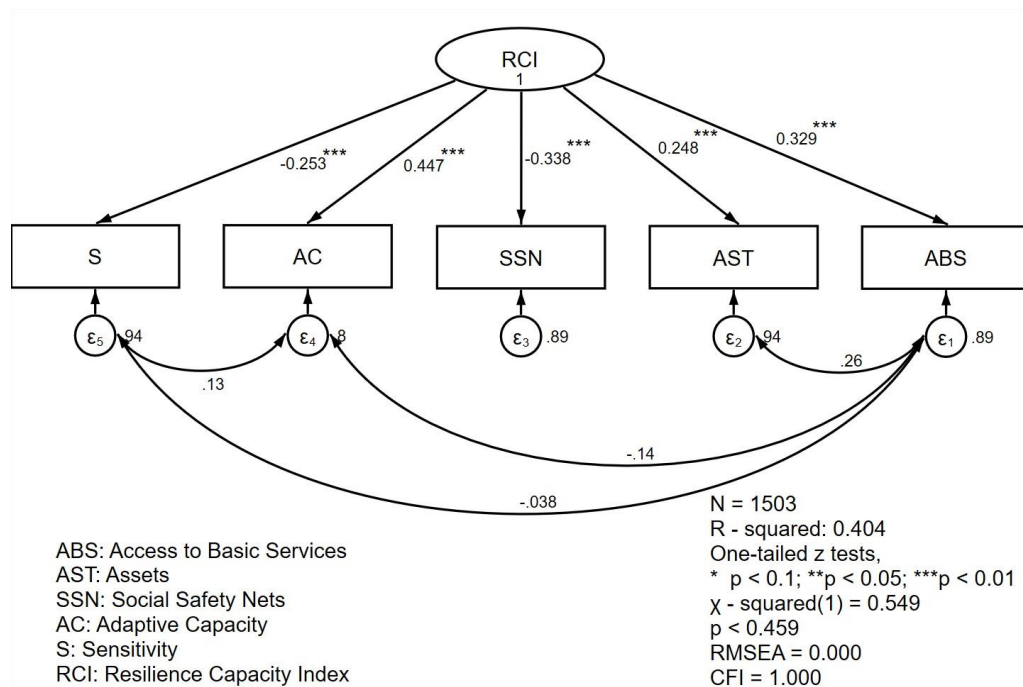 RCI
1
-0.253***
0.447***
-0.338***
0.248***
0.329***
S
AC
SSN
AST
ABS
ε5 .94
ε4 .8
ε3 .89
ε2 .94
ε1 .89
.13
.26
-.14
-.038
ABS: Access to Basic Services
AST: Assets
SSN: Social Safety Nets
AC: Adaptive Capacity
S: Sensitivity
RCI: Resilience Capacity Index
N = 1503
R - squared: 0.404
One-tailed z tests,
* p < 0.1; **p < 0.05; ***p < 0.01
χ - squared(1) = 0.549
p < 0.459
RMSEA = 0.000
CFI = 1.000